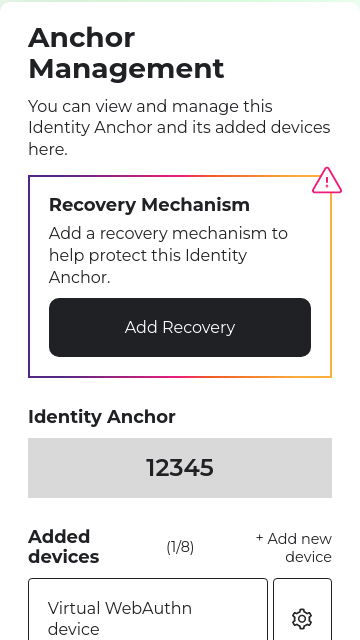 Anchor
Management
You can view and manage this
Identity Anchor and its added devices
here.
Recovery Mechanism
Add a recovery mechanism to
help protect this Identity
Anchor.
Add Recovery
Identity Anchor
12345
Added
devices
(1/8)
+ Add new
device
Virtual WebAuthn
device